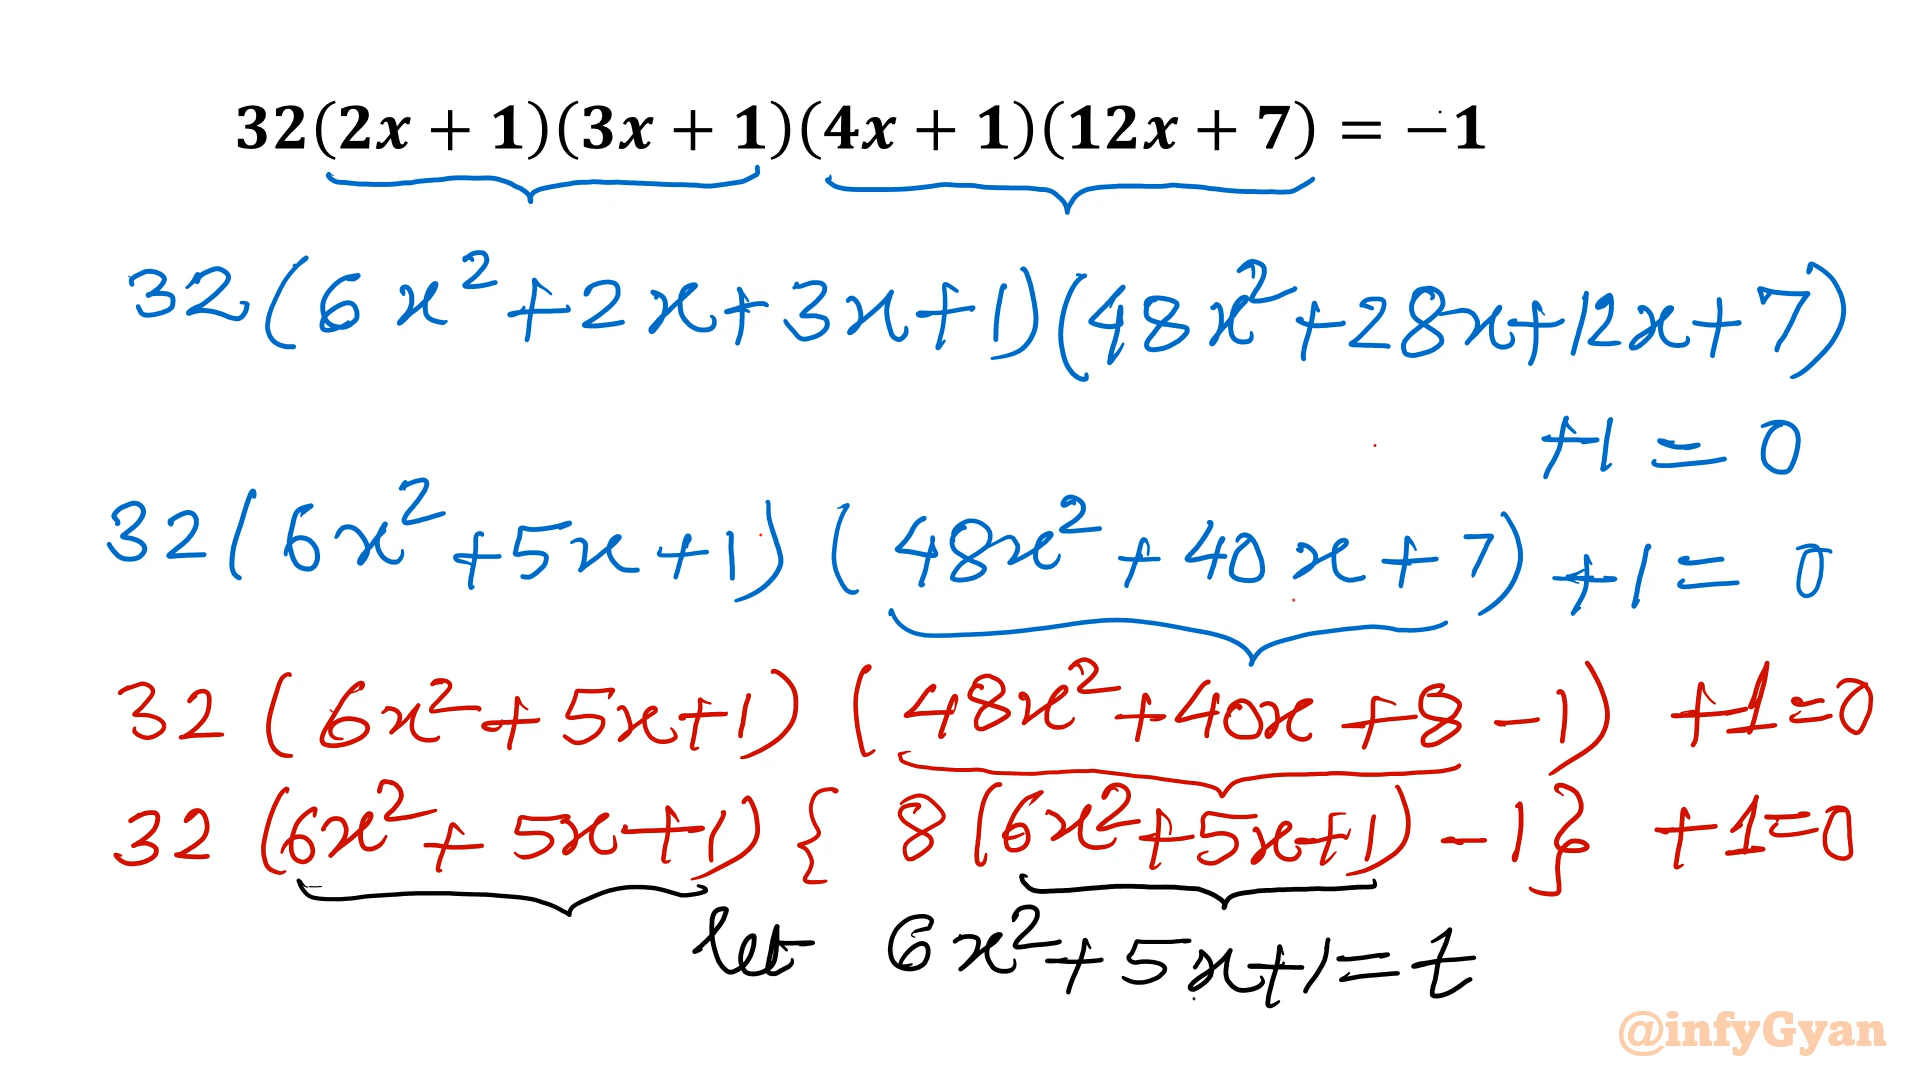 32(2x + 1)(3x + 1)(4x + 1)(12x + 7) = −1
32(6x²+2x+3x+1)(48x²+28x+12x+7)
+1=0
32(6x²+5x+1)(48x²+40x+7)+1=0
32(6x²+5x+1)(48x²+40x+8-1)+1=0
32(6x²+5x+1){8(6x²+5x+1)-1}+1=0
let 6x²+5x+1=t
@infyGyan